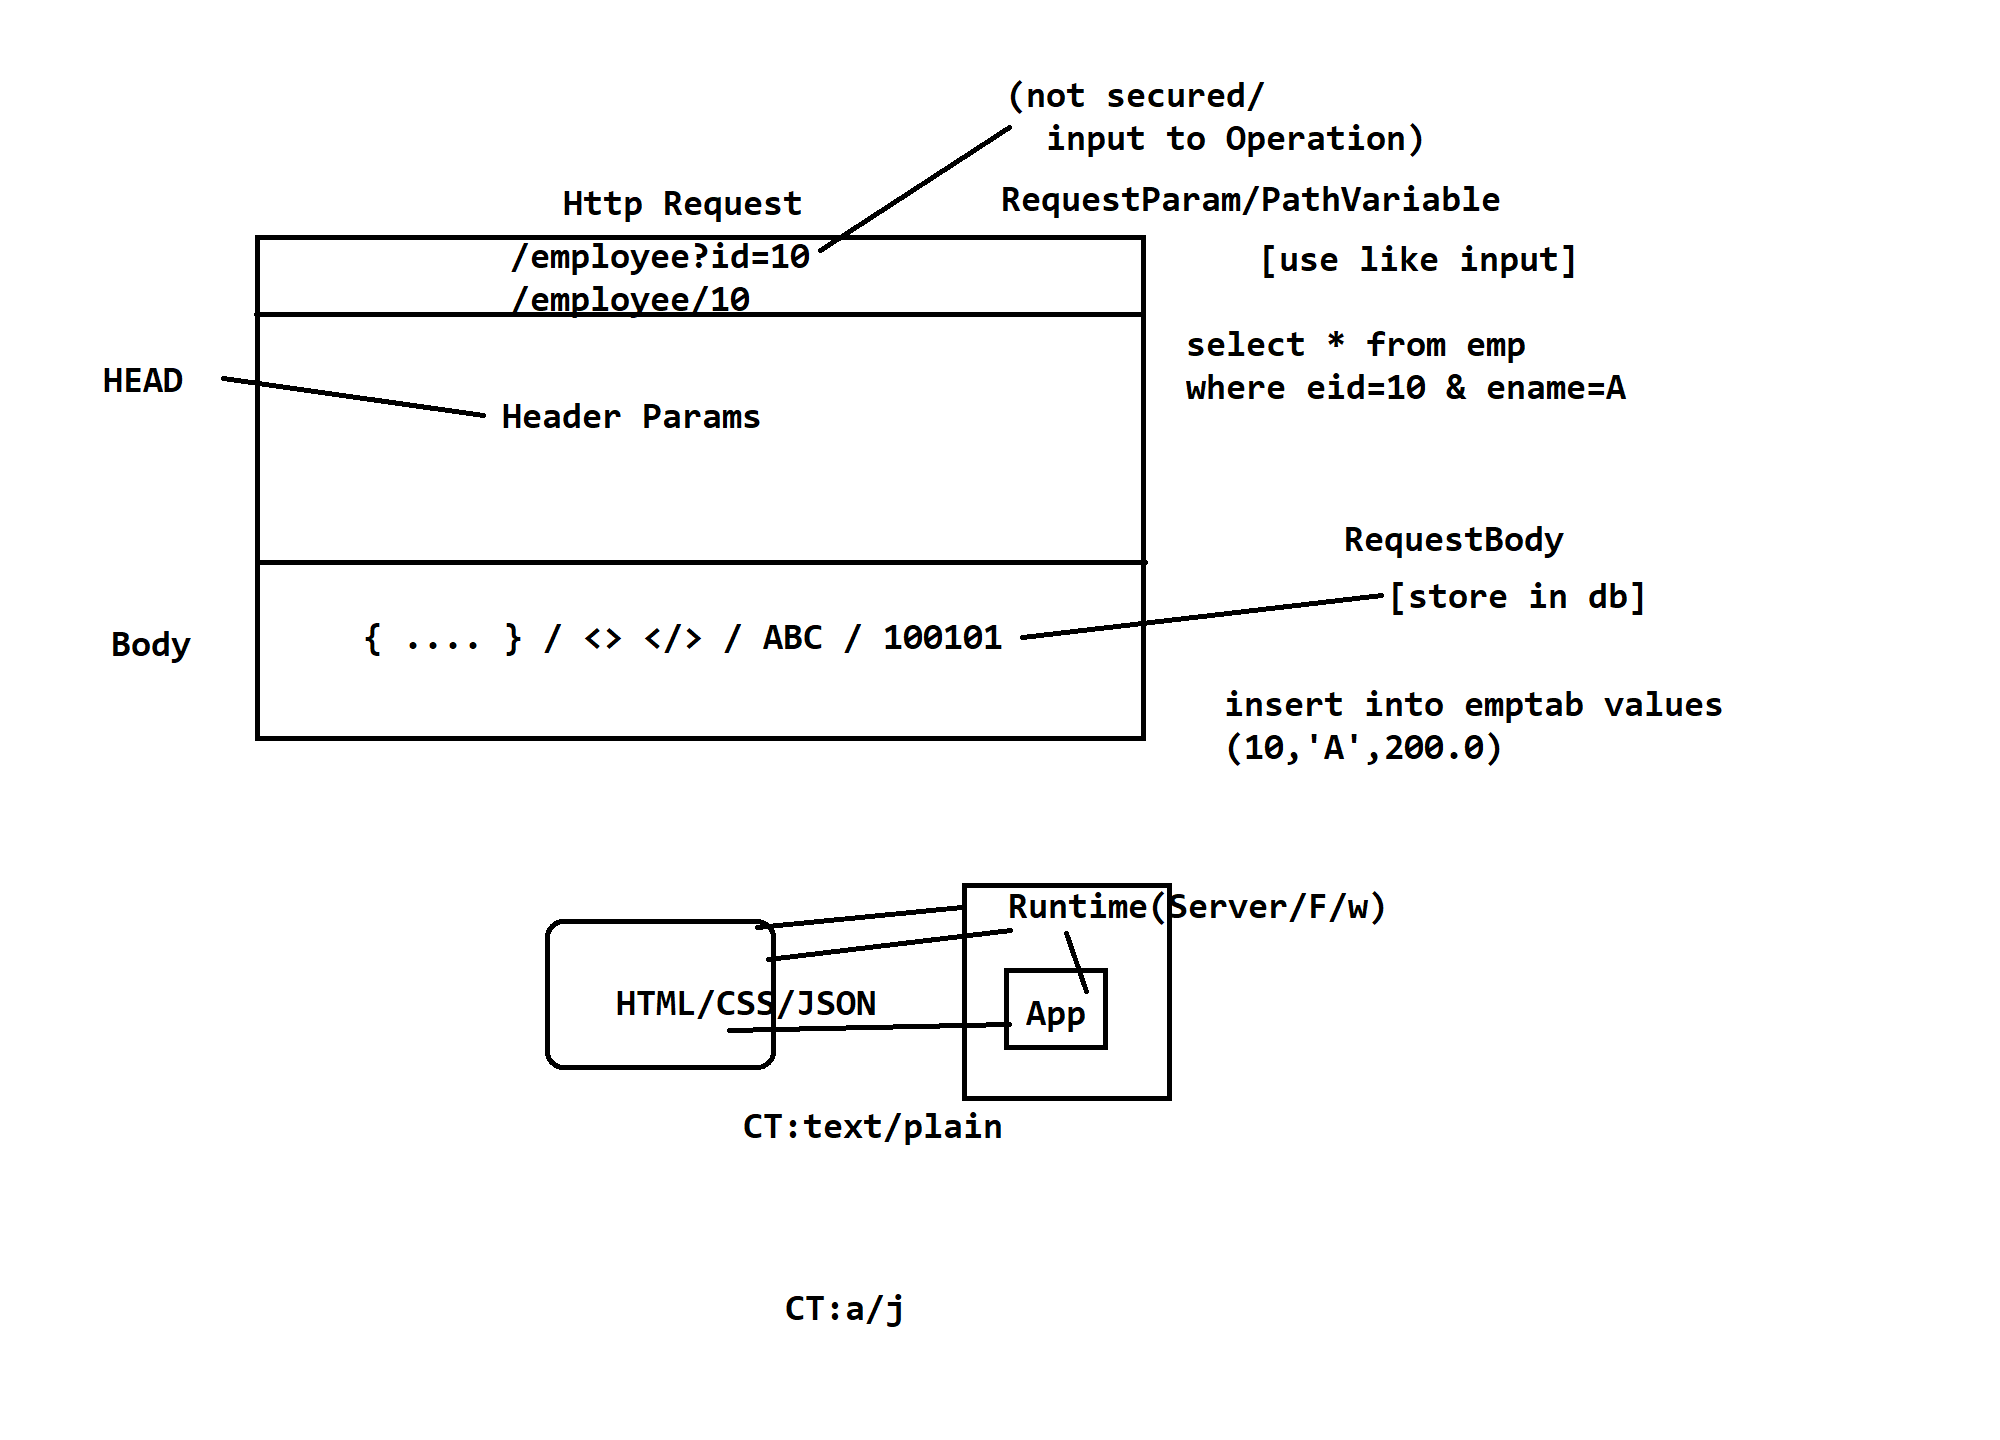 (not secured/
input to Operation)
Http Request
RequestParam/PathVariable
/employee?id=10
[use like input]
/employee/10
select * from emp
where eid=10 & ename=A
HEAD
Header Params
RequestBody
[store in db]
Body
{ .... } / <> </> / ABC / 100101
insert into emptab values
(10,'A',200.0)
Runtime(Server/F/w)
HTML/CSS/JSON
App
CT:text/plain
CT:a/j